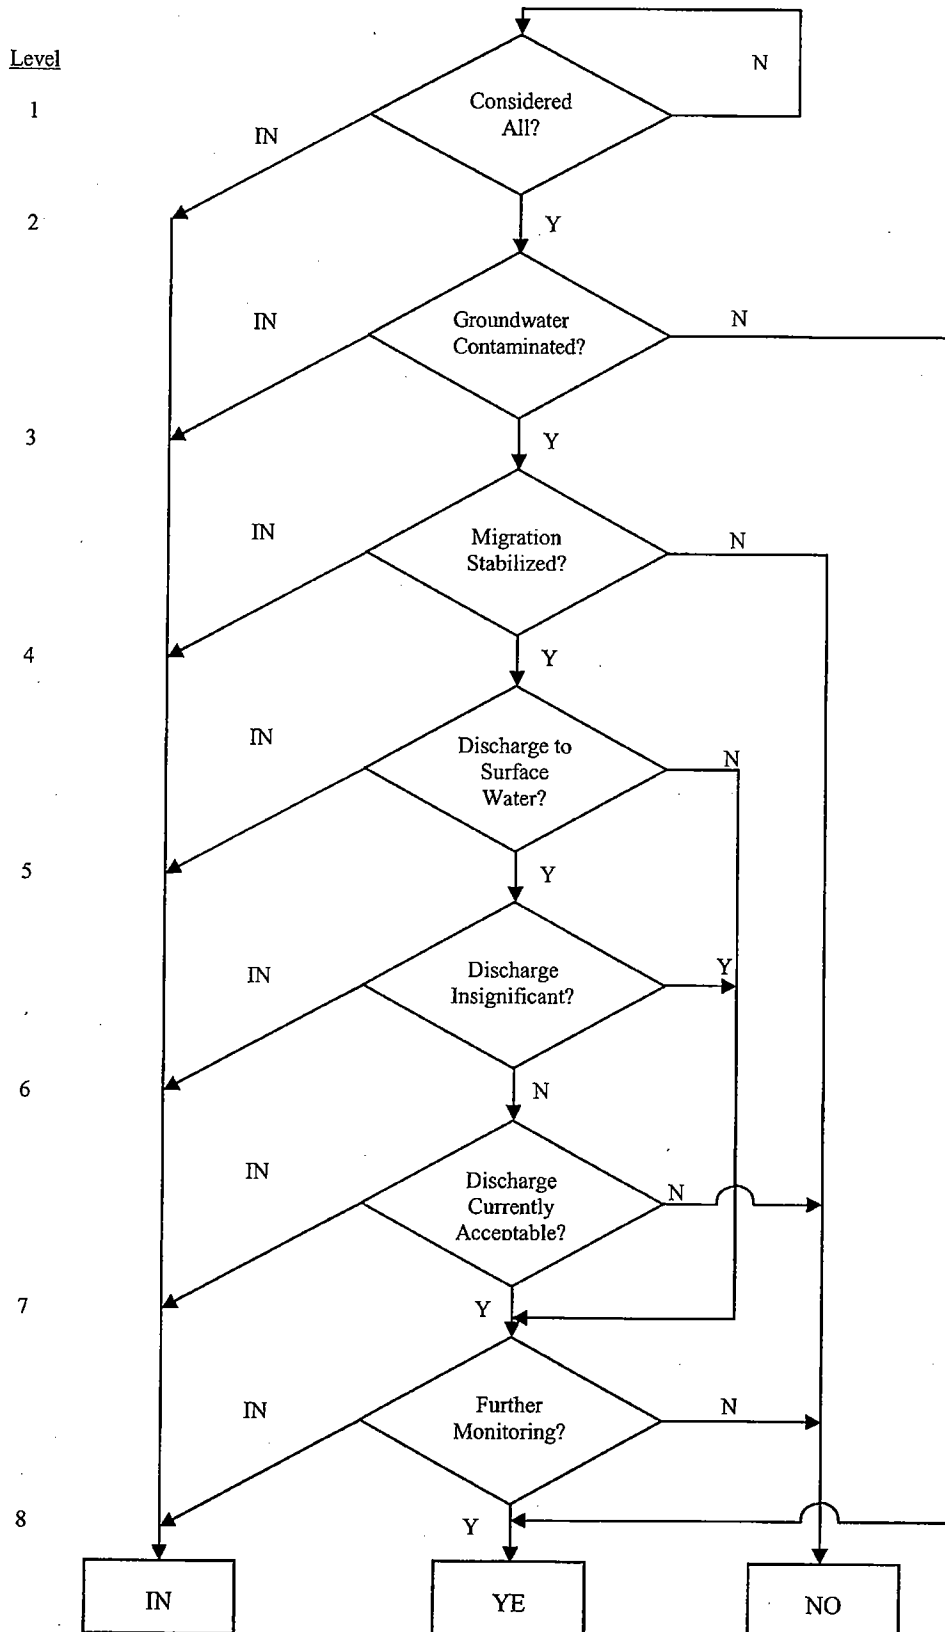 Level
N
1
Considered
All?
IN
2
Y
IN
Groundwater
Contaminated?
N
3
Y
IN
Migration
Stabilized?
N
4
Y
IN
Discharge to
Surface
Water?
N
5
Y
IN
Discharge
Insignificant?
Y
6
N
IN
Discharge
Currently
Acceptable?
N
7
Y
IN
Further
Monitoring?
N
8
Y
IN
YE
NO